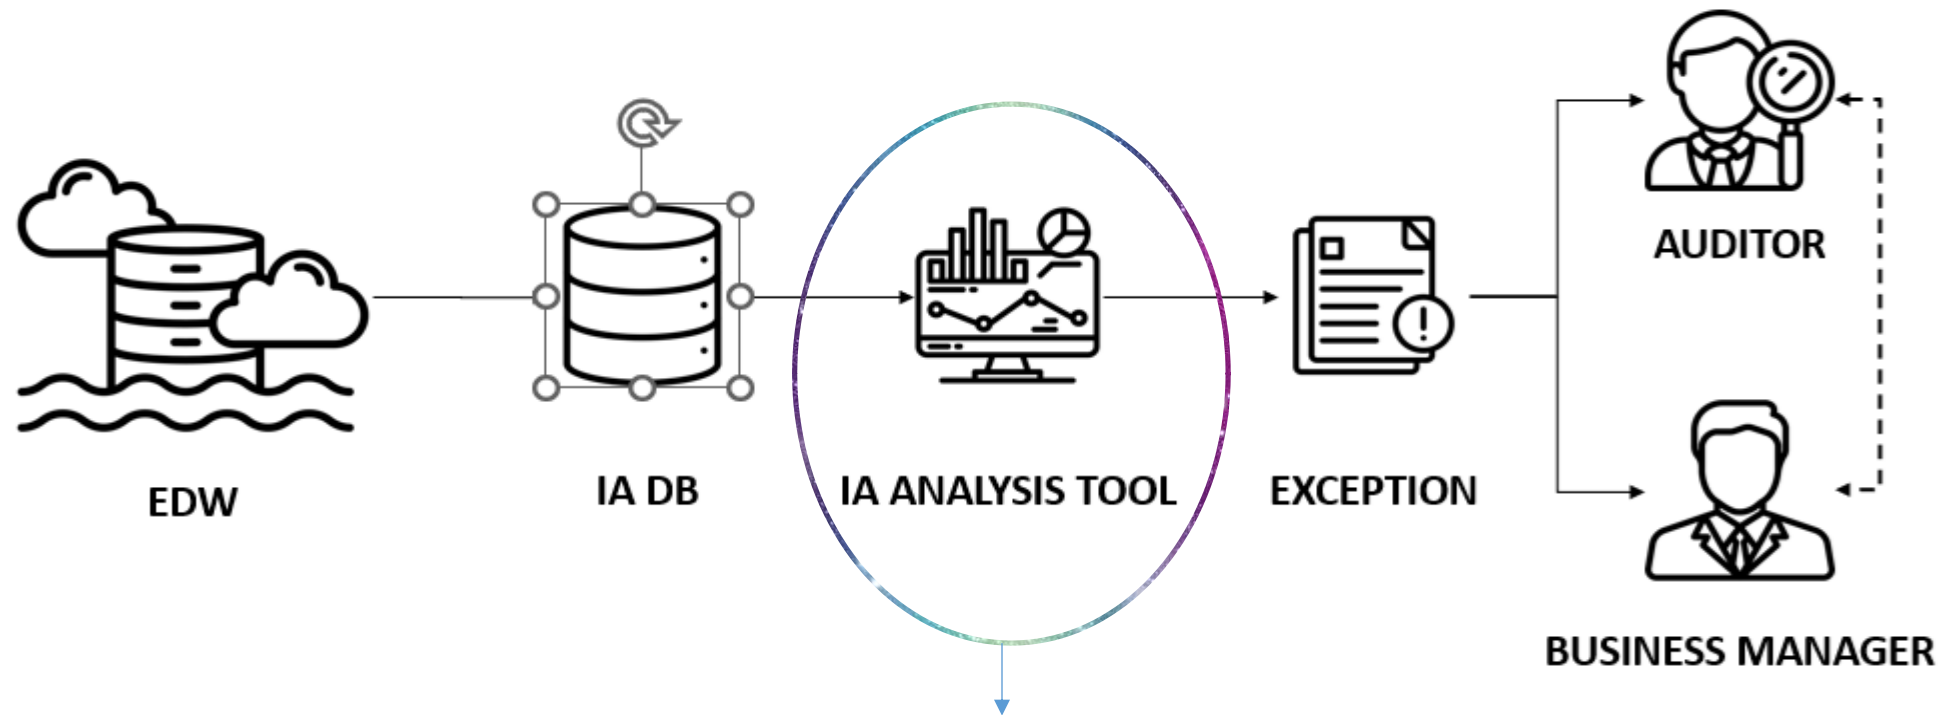 AUDITOR
EDW
IA DB
IA ANALYSIS TOOL
EXCEPTION
BUSINESS MANAGER